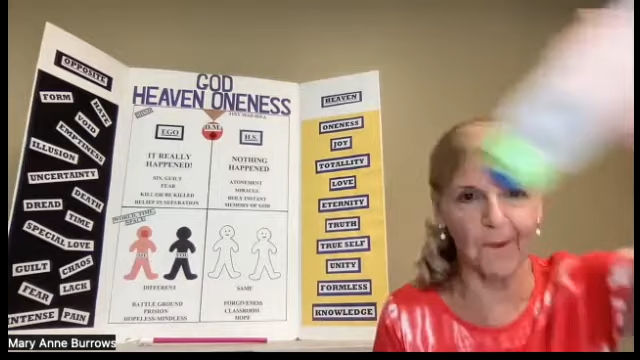 GOD
HEAVEN ONENESS
OPPOSITE
FORM
HATE
VOID
EMPTINESS
ILLUSION
UNCERTAINTY
DEATH
DREAD
TIME
SPECIAL LOVE
GUILT
CHAOS
FEAR
LACK
INTENSE PAIN
EGO
D.M.
H.S.
IT REALLY
HAPPENED!
SIN, GUILT
FEAR
KILL OR BE KILLED
BELIEF IN SEPARATION
NOTHING
HAPPENED
ATONEMENT
MIRACLE
HOLY INSTANT
MEMORY OF GOD
WORLD, TIME,
SPACE
DIFFERENT
BATTLE GROUND
PRISION
HOPELESS/MINDLESS
SAME
FORGIVENESS
CLASSROOM
HOPE
HEAVEN
ONENESS
JOY
TOTALLITY
LOVE
ETERNITY
TRUTH
TRUE SELF
UNITY
FORMLESS
KNOWLEDGE
Mary Anne Burrows